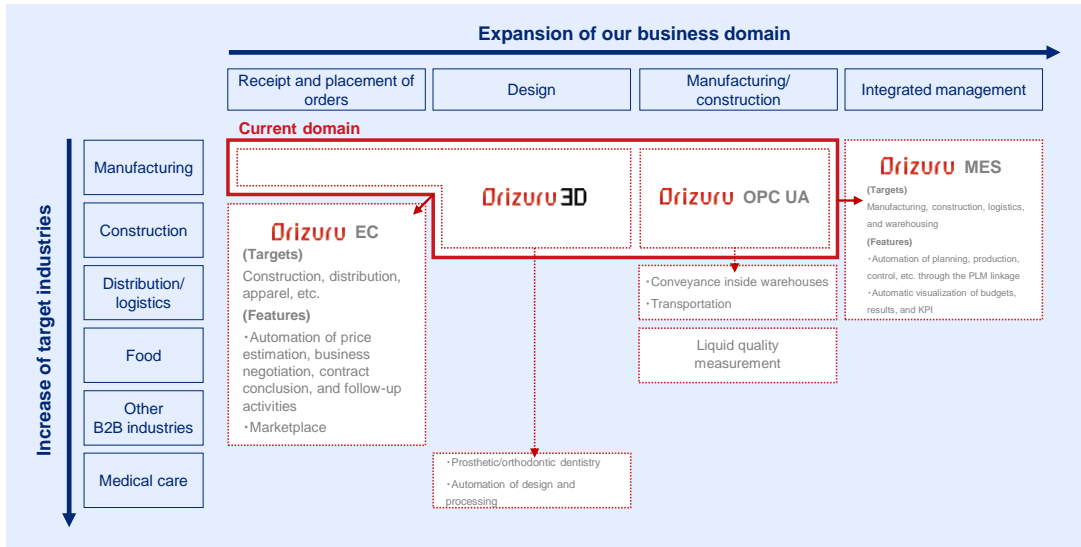 Expansion of our business domain
Receipt and placement of
orders
Design
Manufacturing/
construction
Integrated management
Increase of target industries
Current domain
Manufacturing
Construction
Distribution/
logistics
Food
Other
B2B industries
Medical care
Orizuru EC
(Targets)
Construction, distribution,
apparel, etc.
(Features)
・Automation of price
estimation, business
negotiation, contract
conclusion, and follow-up
activities
・Marketplace
Orizuru 3D
・Prosthetic/orthodontic dentistry
・Automation of design and
processing
Orizuru OPC UA
・Conveyance inside warehouses
・Transportation
Liquid quality
measurement
Orizuru MES
(Targets)
Manufacturing, construction, logistics,
and warehousing
(Features)
・Automation of planning, production,
control, etc. through the PLM linkage
・Automatic visualization of budgets,
results, and KPI